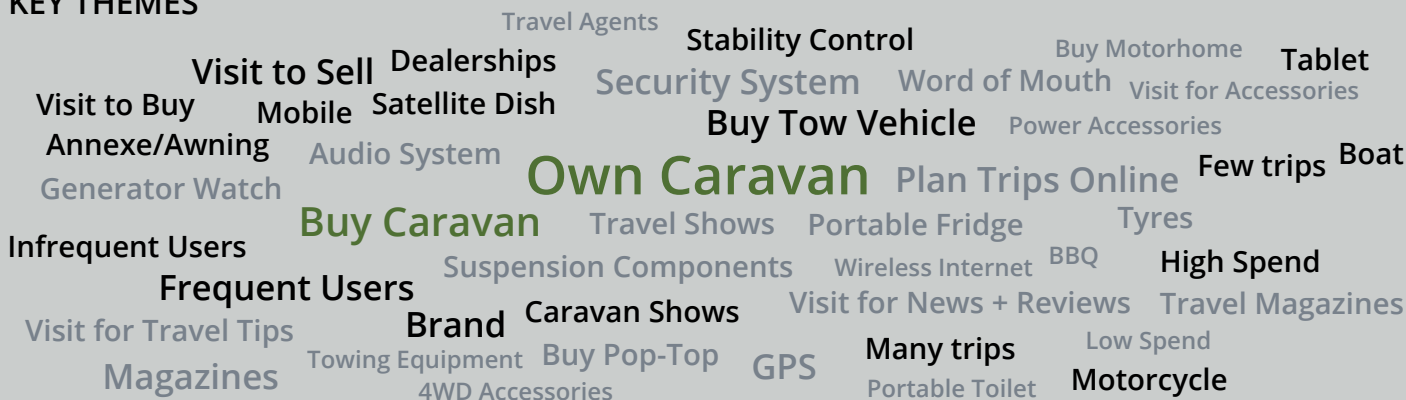 KEY THEMES
Travel Agents
Stability Control
Buy Motorhome
Tablet
Visit to Sell
Dealerships
Security System
Word of Mouth
Visit for Accessories
Visit to Buy
Mobile
Satellite Dish
Buy Tow Vehicle
Power Accessories
Annexe/Awning
Audio System
Own Caravan
Plan Trips Online
Few trips
Boat
Generator Watch
Buy Caravan
Travel Shows
Portable Fridge
Tyres
Infrequent Users
Suspension Components
Wireless Internet
BBQ
High Spend
Frequent Users
Brand
Caravan Shows
Visit for News + Reviews
Travel Magazines
Visit for Travel Tips
Towing Equipment
Buy Pop-Top
GPS
Many trips
Low Spend
Magazines
4WD Accessories
Portable Toilet
Motorcycle